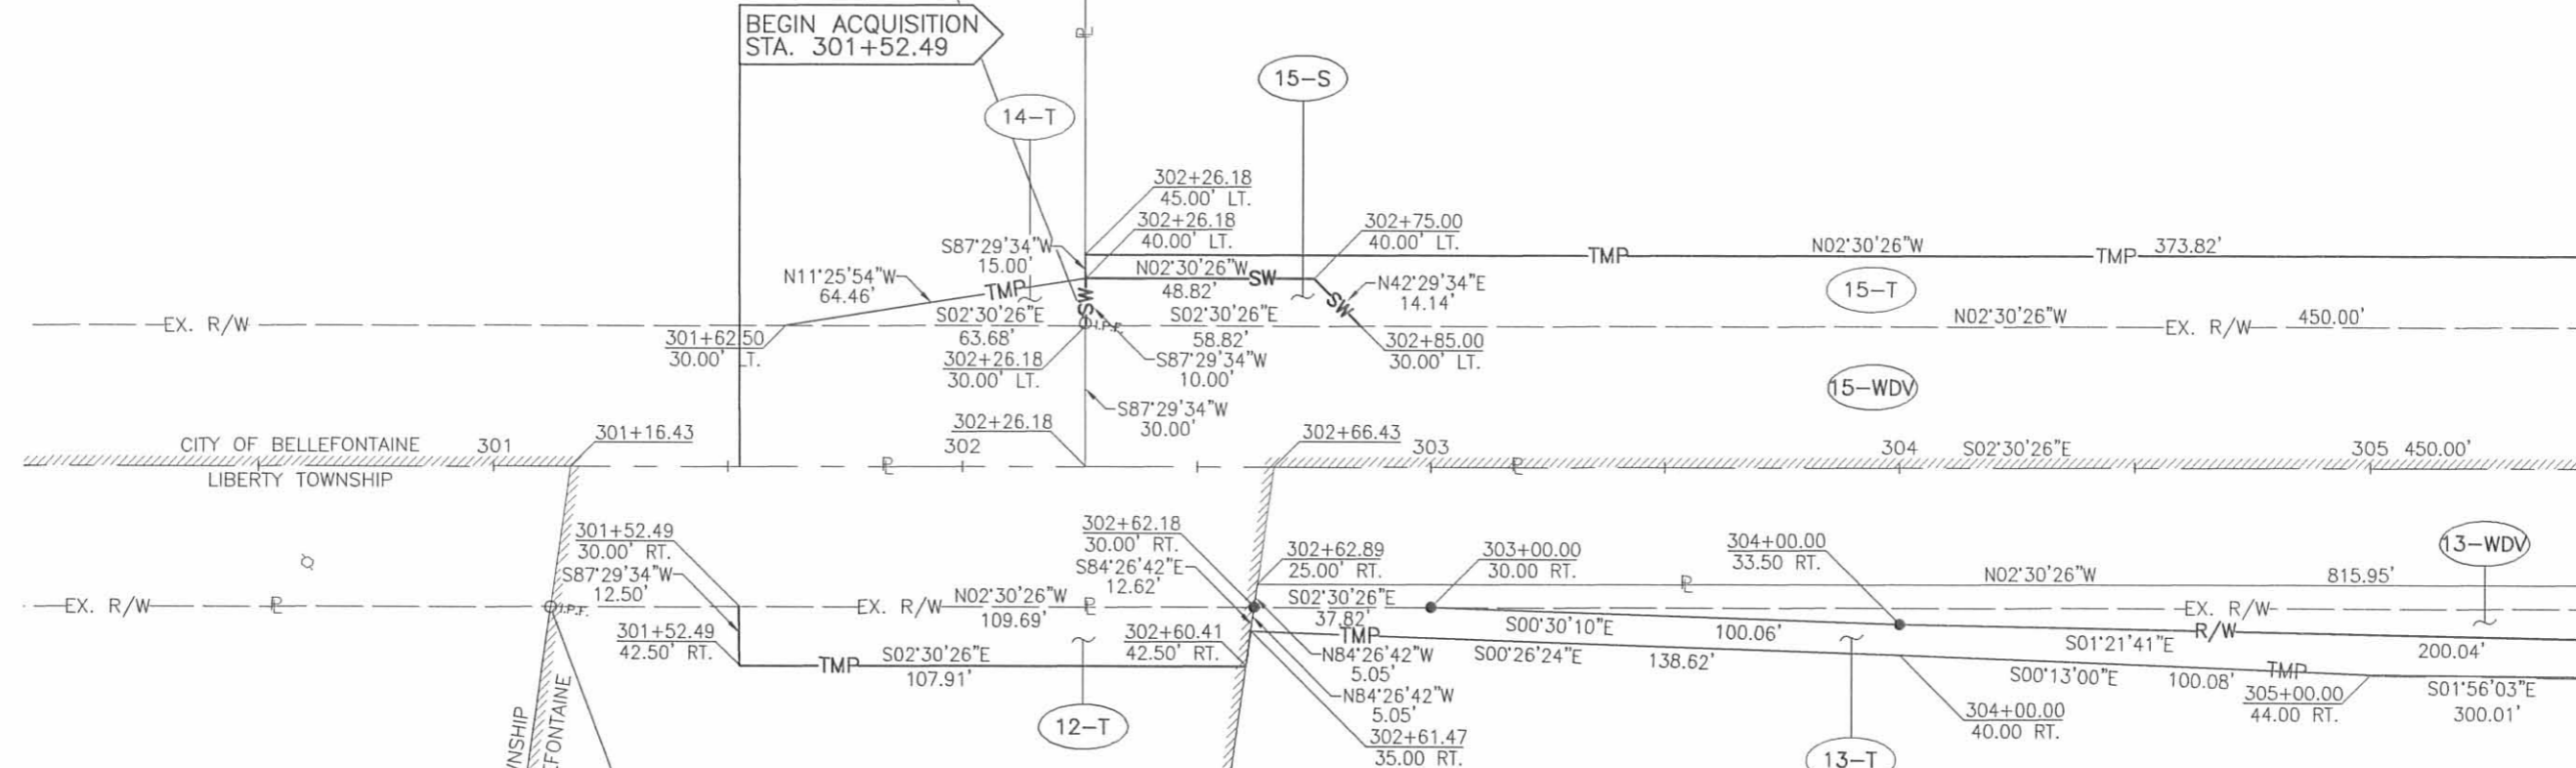 BEGIN ACQUISITION
STA. 301+52.49
PL
15-S
14-T
302+26.18
45.00' LT.
302+26.18
40.00' LT.
302+75.00
40.00' LT.
S87°29'34"W
15.00'
N11°25'54"W
64.46'
TMP
N02°30'26"W
SW
48.82'
N42°29'34"E
14.14'
SW
SW
TMP
N02°30'26"W
TMP
373.82'
15-T
EX. R/W
S02°30'26"E
63.68'
I.P.F.
S02°30'26"E
58.82'
N02°30'26"W
EX. R/W
450.00'
301+62.50
30.00' LT.
302+26.18
30.00' LT.
S87°29'34"W
10.00'
302+85.00
30.00' LT.
15-WDV
S87°29'34"W
30.00'
302+26.18
CITY OF BELLEFONTAINE
301
301+16.43
302
302+66.43
303
304
S02°30'26"E
305
450.00'
PL
PL
LIBERTY TOWNSHIP
301+52.49
30.00' RT.
S87°29'34"W
12.50'
302+62.18
30.00' RT.
S84°26'42"E
12.62'
302+62.89
25.00' RT.
303+00.00
30.00 RT.
304+00.00
33.50 RT.
13-WDV
PL
N02°30'26"W
815.95'
EX. R/W
PL
I.P.F.
EX. R/W
N02°30'26"W
109.69'
PL
S02°30'26"E
37.82'
EX. R/W
301+52.49
42.50' RT.
TMP
S02°30'26"E
107.91'
302+60.41
42.50' RT.
TMP
S00°30'10"E
100.06'
S01°21'41"E
R/W
200.04'
N84°26'42"W
5.05'
S00°26'24"E
138.62'
S00°13'00"E
100.08'
TMP
S01°56'03"E
300.01'
N84°26'42"W
5.05'
305+00.00
44.00 RT.
304+00.00
40.00 RT.
302+61.47
35.00 RT.
12-T
13-T
WNSHIP
EFONTAINE